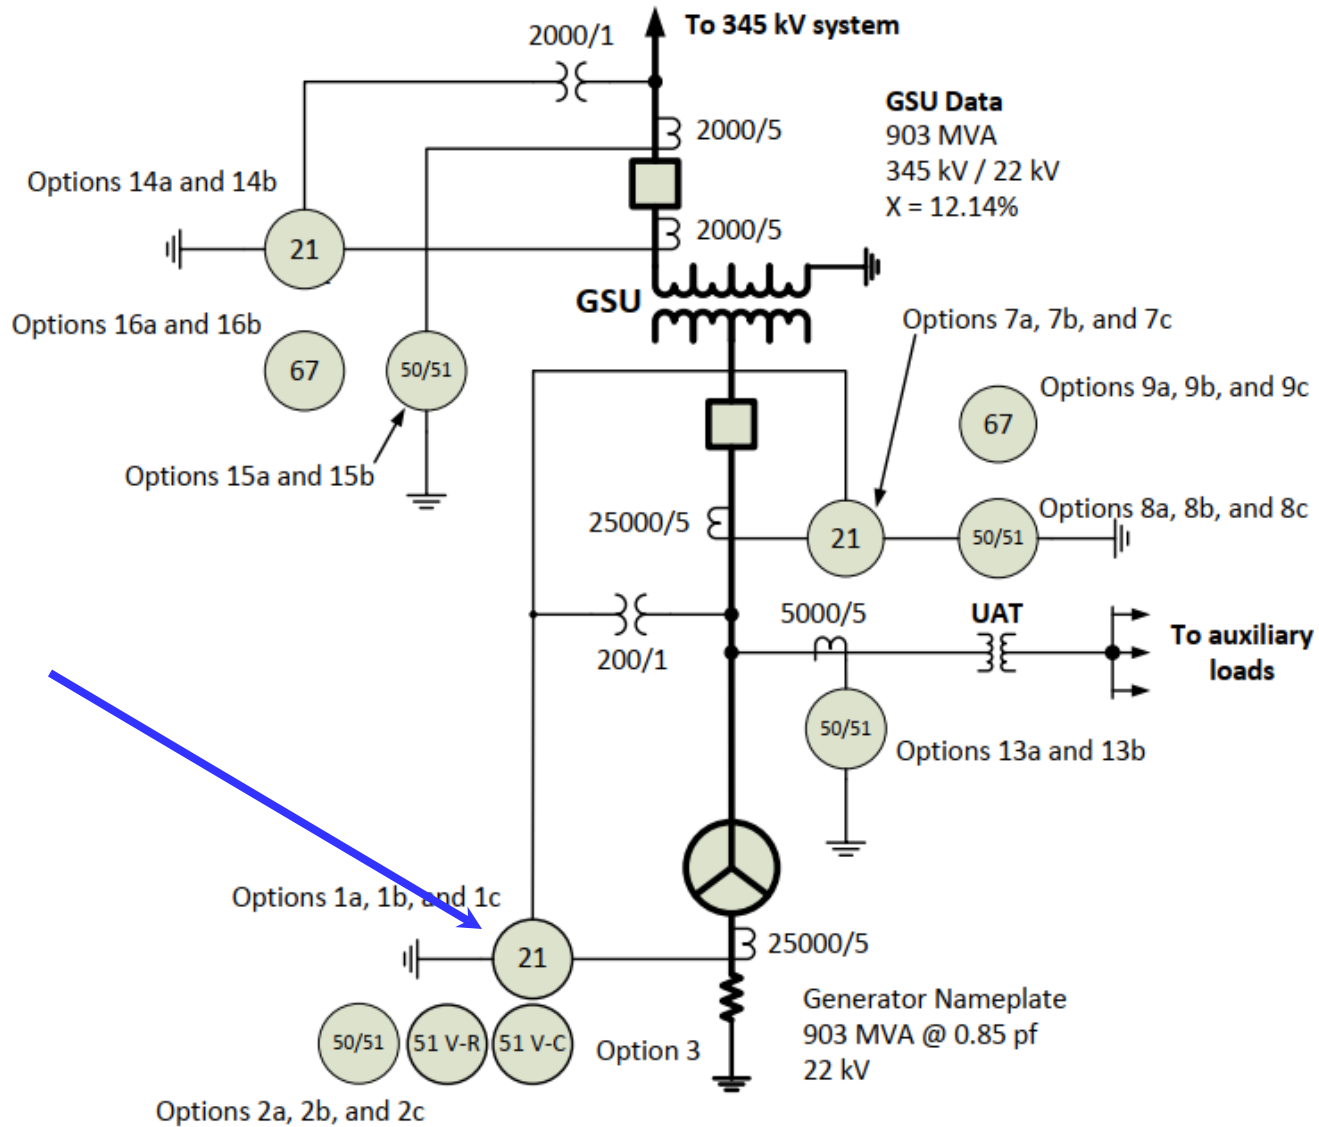 To 345 kV system
2000/1
GSU Data
903 MVA
345 kV / 22 kV
X = 12.14%
2000/5
Options 14a and 14b
2000/5
21
GSU
Options 16a and 16b
67
50/51
Options 7a, 7b, and 7c
Options 9a, 9b, and 9c
67
Options 15a and 15b
25000/5
21
50/51
Options 8a, 8b, and 8c
5000/5
UAT
200/1
To auxiliary
loads
50/51
Options 13a and 13b
Options 1a, 1b, and 1c
21
25000/5
50/51
51 V-R
51 V-C
Option 3
Generator Nameplate
903 MVA @ 0.85 pf
22 kV
Options 2a, 2b, and 2c